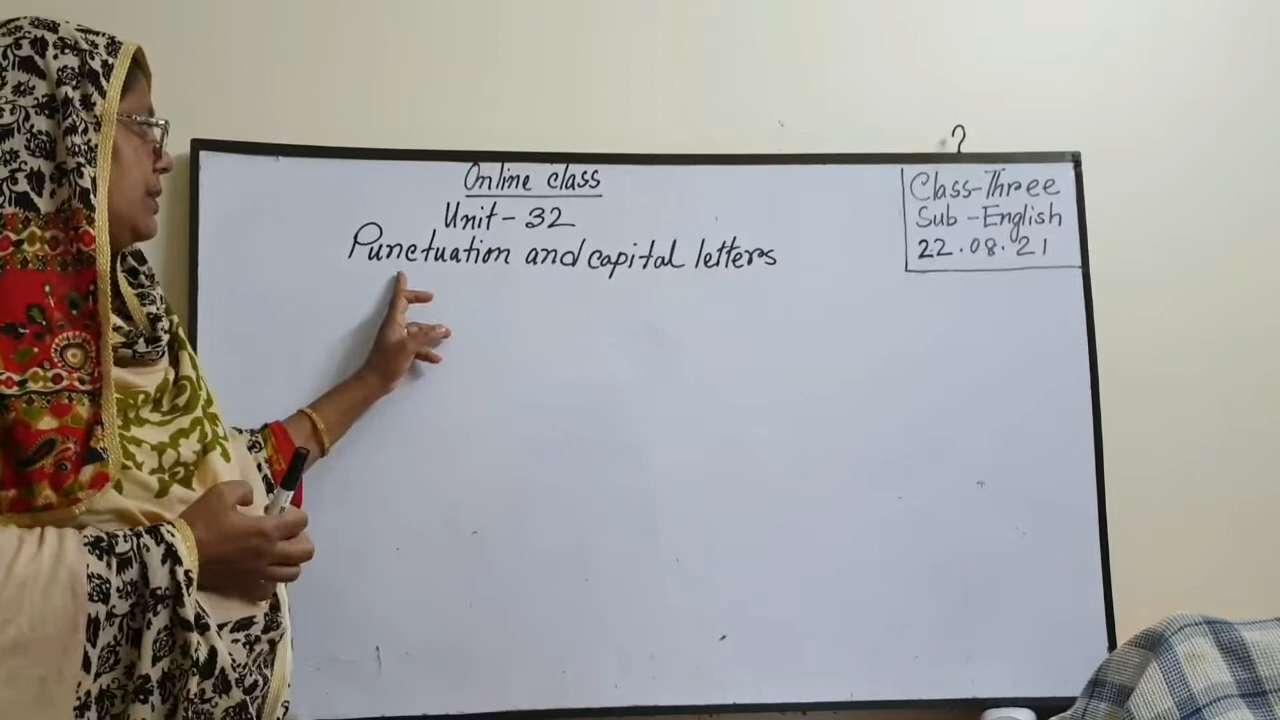 Online class
Unit - 32
Punctuation and capital letters
Class-Three
Sub - English
22.08.21